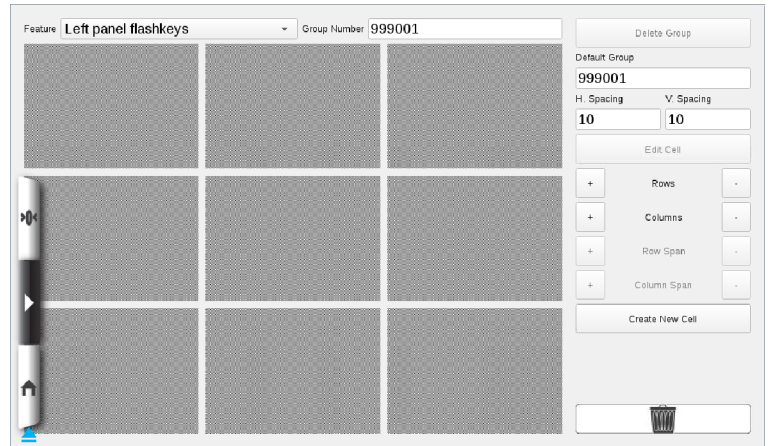 Feature Left panel flashkeys Group Number 999001
Delete Group
Default Group
999001
H. Spacing V. Spacing
10 10
Edit Cell
+ Rows -
+ Columns -
+ Row Span -
+ Column Span -
Create New Cell
>0<